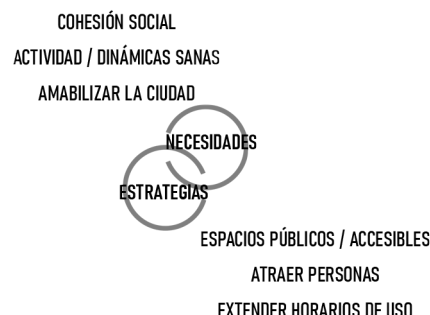 COHESIÓN SOCIAL
ACTIVIDAD / DINÁMICAS SANAS
AMABILIZAR LA CIUDAD
NECESIDADES
ESTRATEGIAS
ESPACIOS PÚBLICOS / ACCESIBLES
ATRAER PERSONAS
EXTENDER HORARIOS DE USO